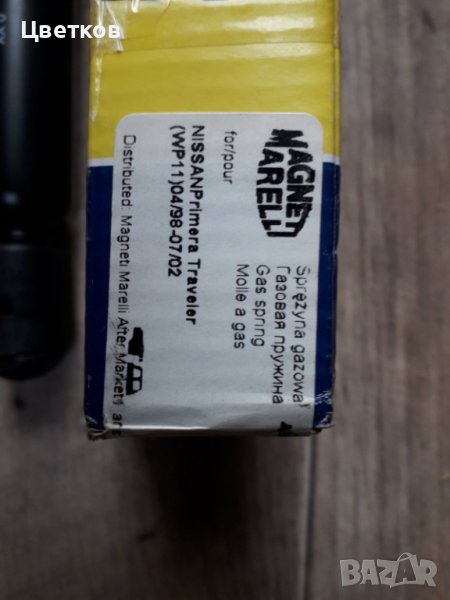 Цветков
MAGNETI
MARELLI
Sprężyna gazowa
Газовая пружина
Gas spring
Molle a gas
for/pour
NISSANPrimera Traveler
(WP11)04/98-07/02
Distributed: Magneti Marelli After Market
BAZAR